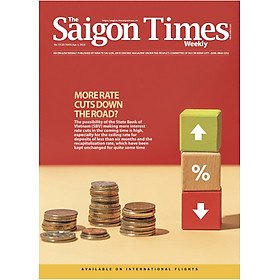 The
Saigon Times
Weekly
MORE RATE
CUTS DOWN
THE ROAD?
The possibility of the State Bank of
Vietnam (SBV) making more interest
rate cuts in the coming time is high,
especially for the ceiling rate for
deposits of less than six months and the
recapitalization rate, which have been
kept unchanged for quite some time
%
AVAILABLE ON INTERNATIONAL FLIGHTS